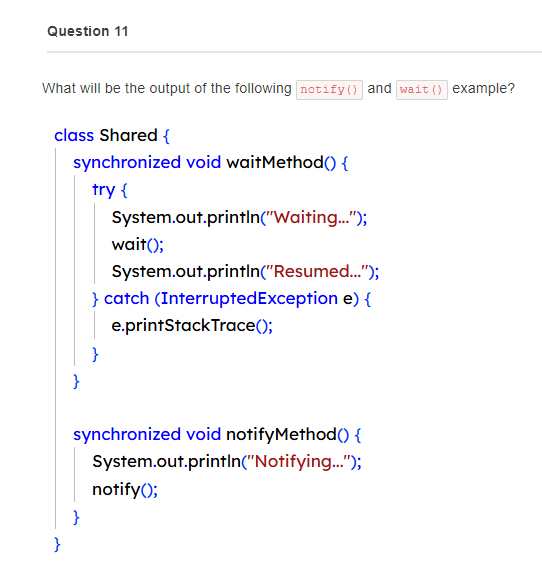 Question 11
What will be the output of the following notify() and wait() example?
class Shared {
synchronized void waitMethod() {
try {
System.out.println("Waiting...");
wait();
System.out.println("Resumed...");
} catch (InterruptedException e) {
e.printStackTrace();
}
}
synchronized void notifyMethod() {
System.out.println("Notifying...");
notify();
}
}